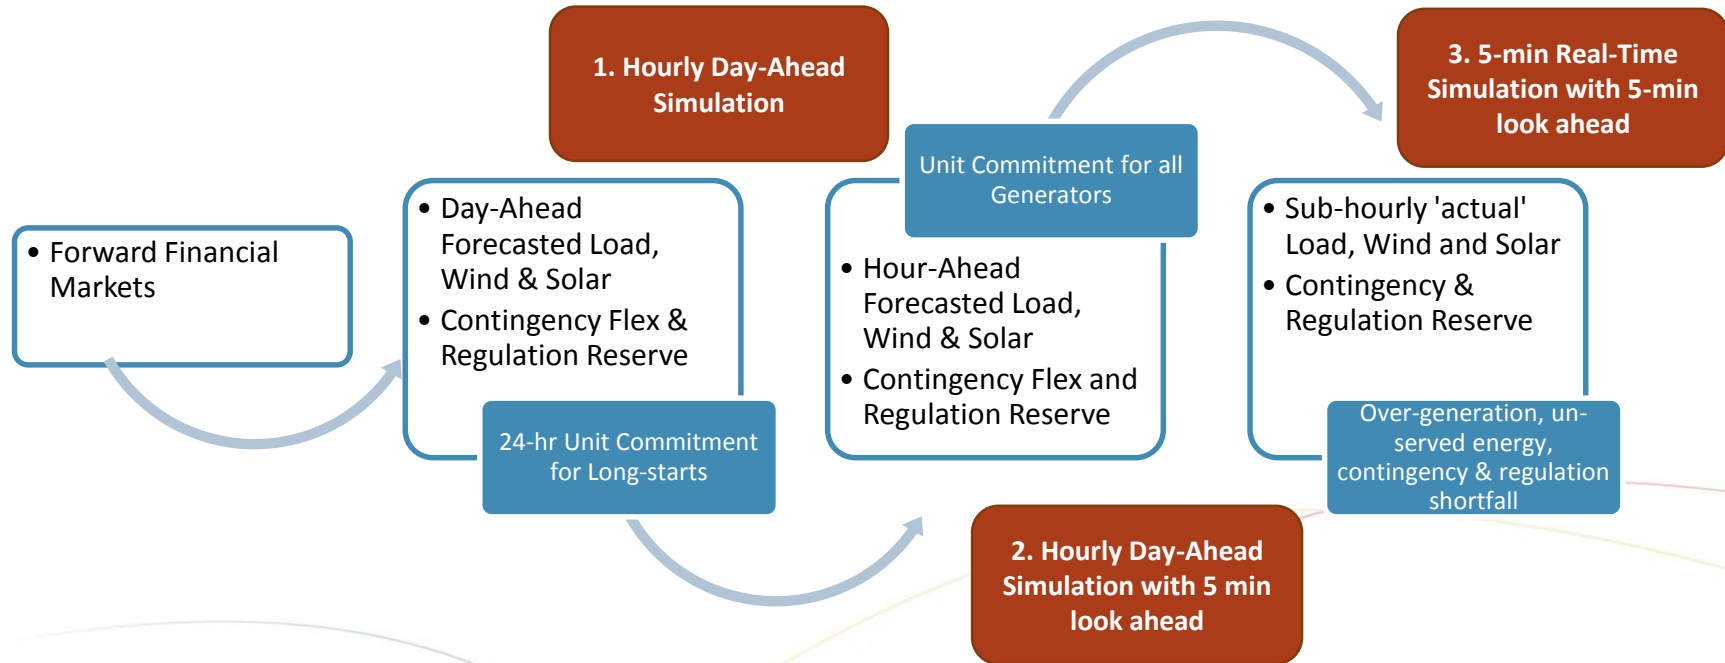 • Forward Financial
Markets
1. Hourly Day-Ahead
Simulation
• Day-Ahead
Forecasted Load,
Wind & Solar
• Contingency Flex &
Regulation Reserve
24-hr Unit Commitment
for Long-starts
Unit Commitment for all
Generators
• Hour-Ahead
Forecasted Load,
Wind & Solar
• Contingency Flex and
Regulation Reserve
2. Hourly Day-Ahead
Simulation with 5 min
look ahead
3. 5-min Real-Time
Simulation with 5-min
look ahead
• Sub-hourly 'actual'
Load, Wind and Solar
• Contingency &
Regulation Reserve
Over-generation, un-
served energy,
contingency & regulation
shortfall